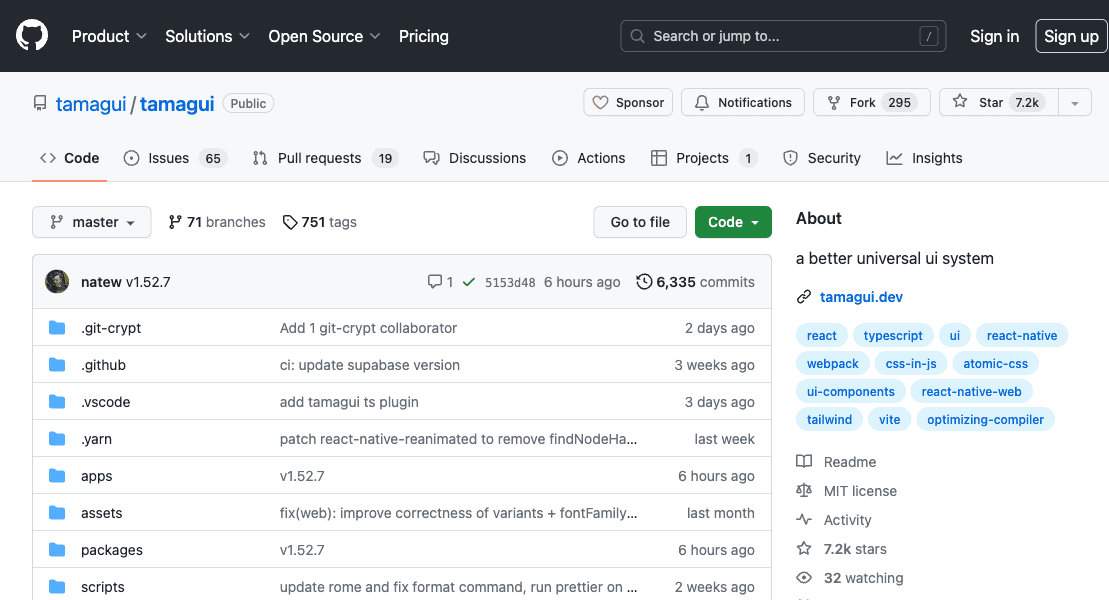 Product Solutions Open Source Pricing Search or jump to... / Sign in Sign up
tamagui / tamagui Public Sponsor Notifications Fork 295 Star 7.2k
Code Issues 65 Pull requests 19 Discussions Actions Projects 1 Security Insights
master 71 branches 751 tags Go to file Code
natew v1.52.7 1 5153d48 6 hours ago 6,335 commits
.git-crypt Add 1 git-crypt collaborator 2 days ago
.github ci: update supabase version 3 weeks ago
.vscode add tamagui ts plugin 3 days ago
.yarn patch react-native-reanimated to remove findNodeHa... last week
apps v1.52.7 6 hours ago
assets fix(web): improve correctness of variants + fontFamily... last month
packages v1.52.7 6 hours ago
scripts update rome and fix format command, run prettier on ... 2 weeks ago
About
a better universal ui system
tamagui.dev
react typescript ui react-native
webpack css-in-js atomic-css
ui-components react-native-web
tailwind vite optimizing-compiler
Readme
MIT license
Activity
7.2k stars
32 watching